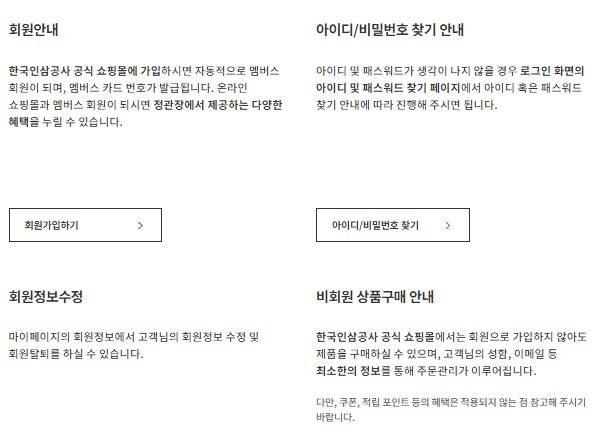 회원안내
한국인삼공사 공식 쇼핑몰에 가입하시면 자동적으로 멤버스
회원이 되며, 멤버스 카드 번호가 발급됩니다. 온라인
쇼핑몰과 멤버스 회원이 되시면 정관장에서 제공하는 다양한
혜택을 누릴 수 있습니다.
회원가입하기
아이디/비밀번호 찾기 안내
아이디 및 패스워드가 생각이 나지 않을 경우 로그인 화면의
아이디 및 패스워드 찾기 페이지에서 아이디 혹은 패스워드
찾기 안내에 따라 진행해 주시면 됩니다.
아이디/비밀번호 찾기
회원정보수정
마이페이지의 회원정보에서 고객님의 회원정보 수정 및
회원탈퇴를 하실 수 있습니다.
비회원 상품구매 안내
한국인삼공사 공식 쇼핑몰에서는 회원으로 가입하지 않아도
제품을 구매하실 수 있으며, 고객님의 성함, 이메일 등
최소한의 정보를 통해 주문관리가 이루어집니다.
다만, 쿠폰, 적립 포인트 등의 혜택은 적용되지 않는 점 참고해 주시기
바랍니다.